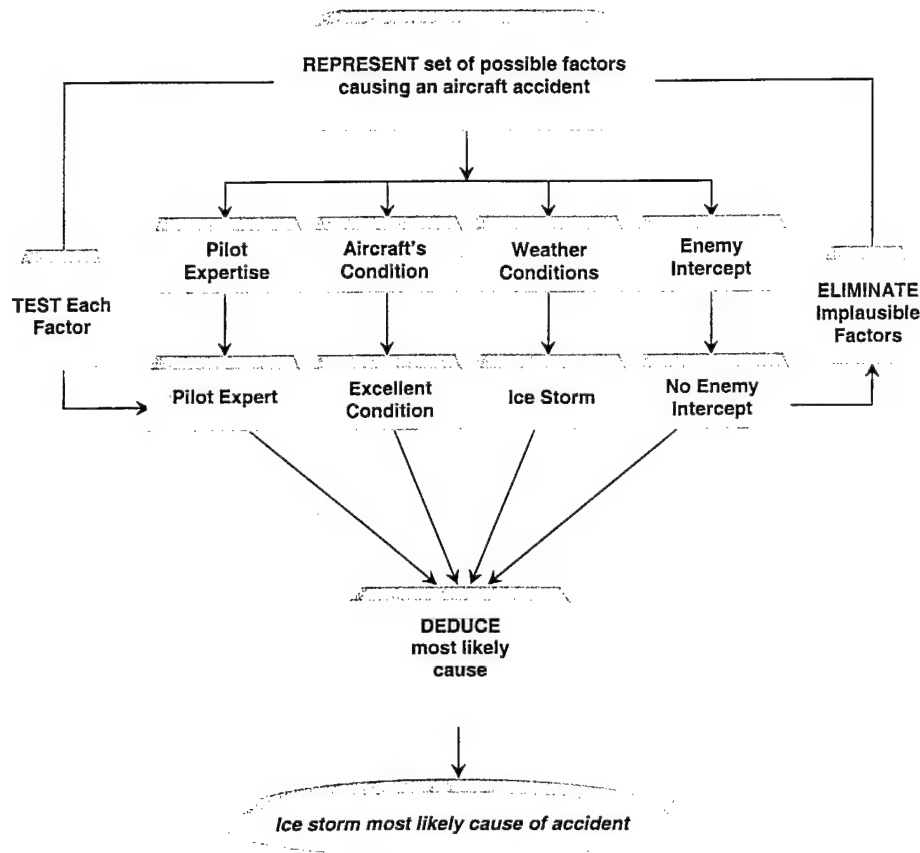 REPRESENT set of possible factors
causing an aircraft accident
Pilot
Expertise
Aircraft's
Condition
Weather
Conditions
Enemy
Intercept
TEST Each
Factor
ELIMINATE
Implausible
Factors
Pilot Expert
Excellent
Condition
Ice Storm
No Enemy
Intercept
DEDUCE
most likely
cause
Ice storm most likely cause of accident